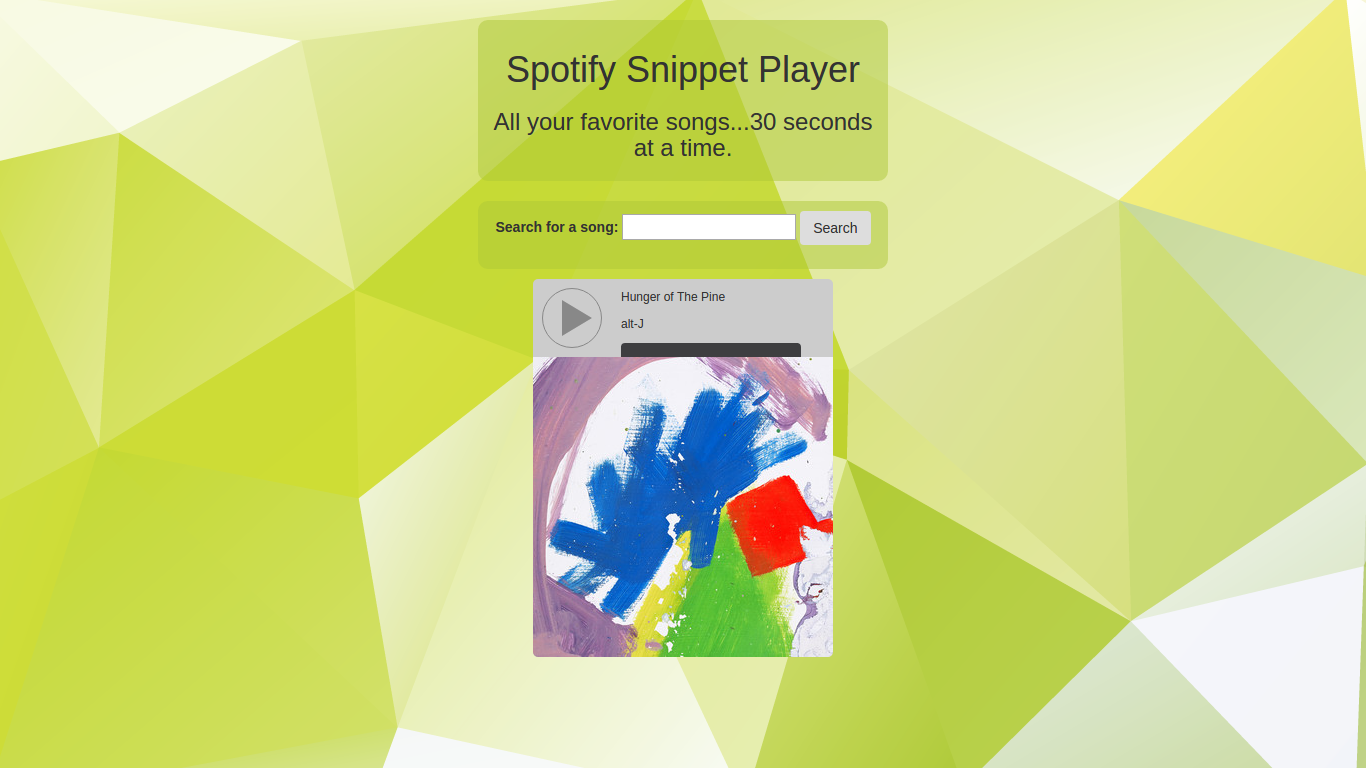 Spotify Snippet Player
All your favorite songs...30 seconds
at a time.
Search for a song: Search
Hunger of The Pine
alt-J